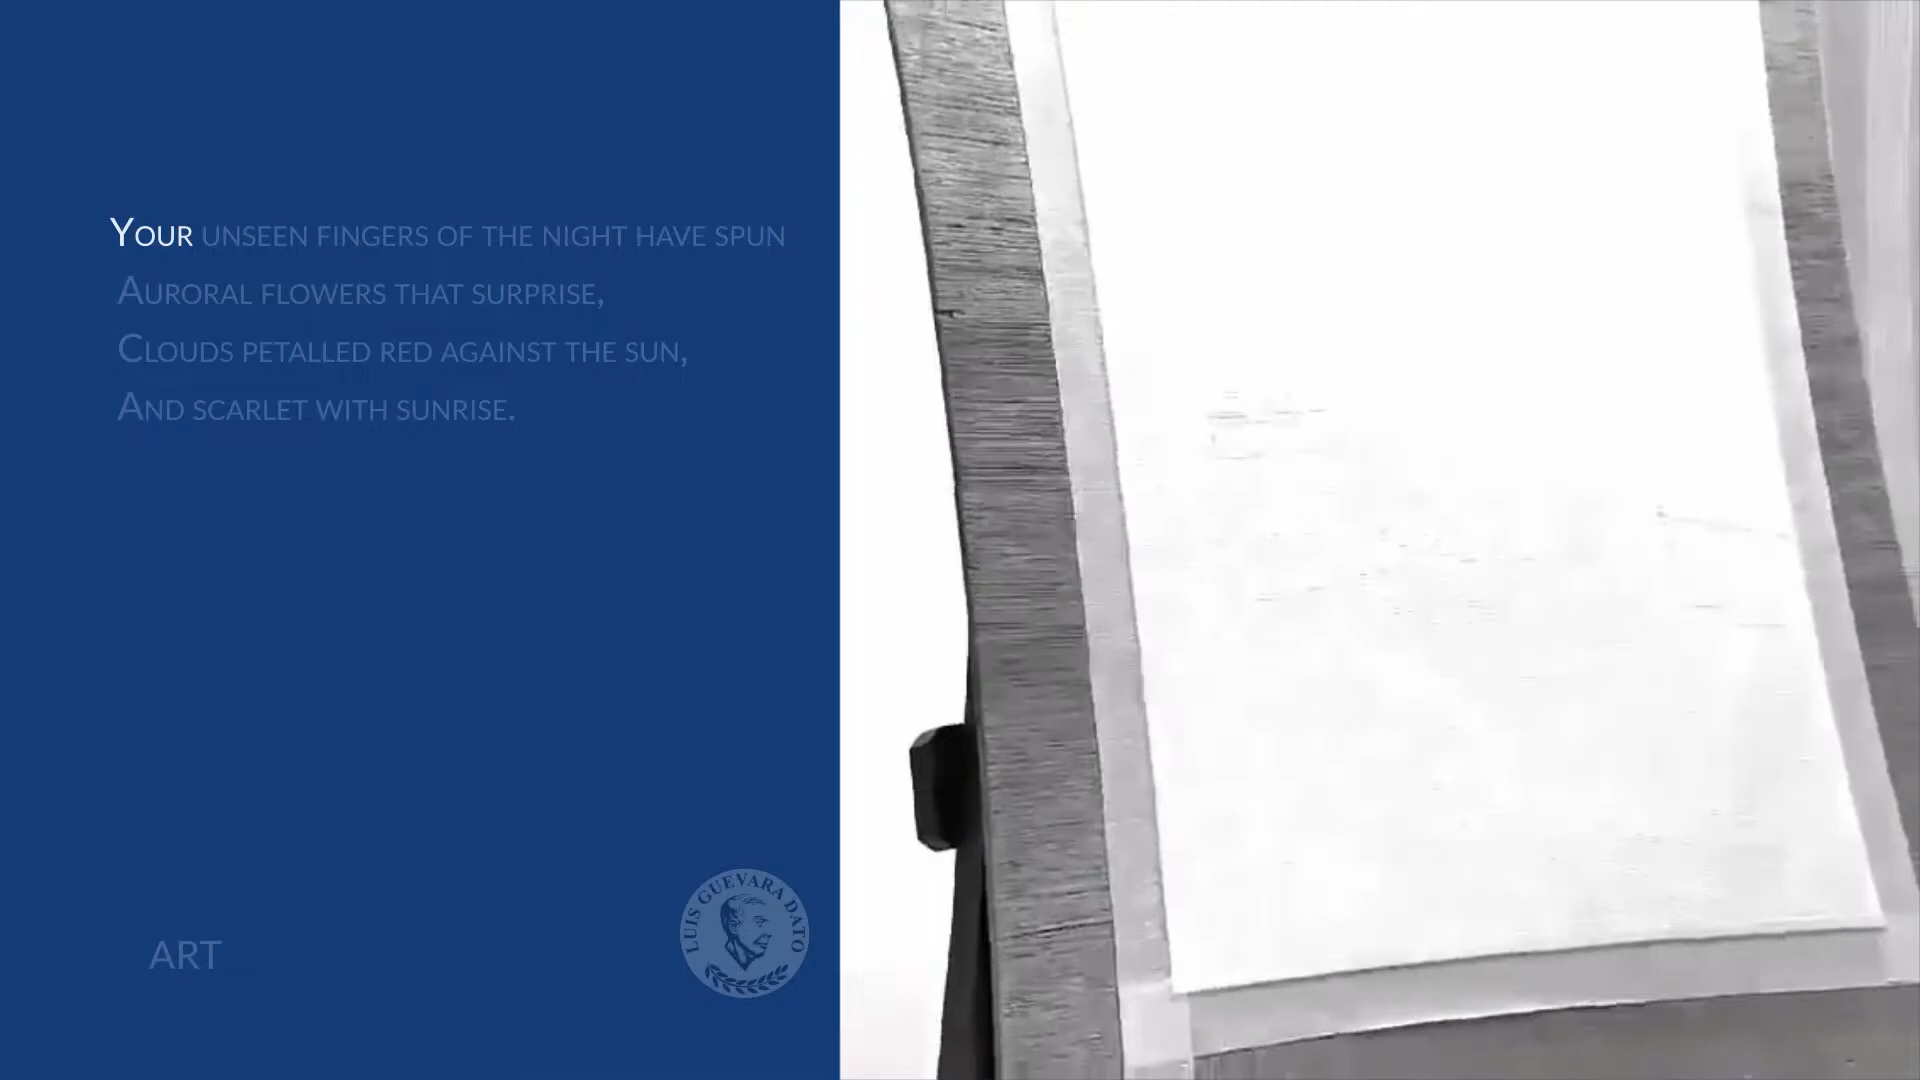 Your unseen fingers of the night have spun
Auroral flowers that surprise,
Clouds petalled red against the sun,
And scarlet with sunrise.
ART
LUIS GUEVARA DATO